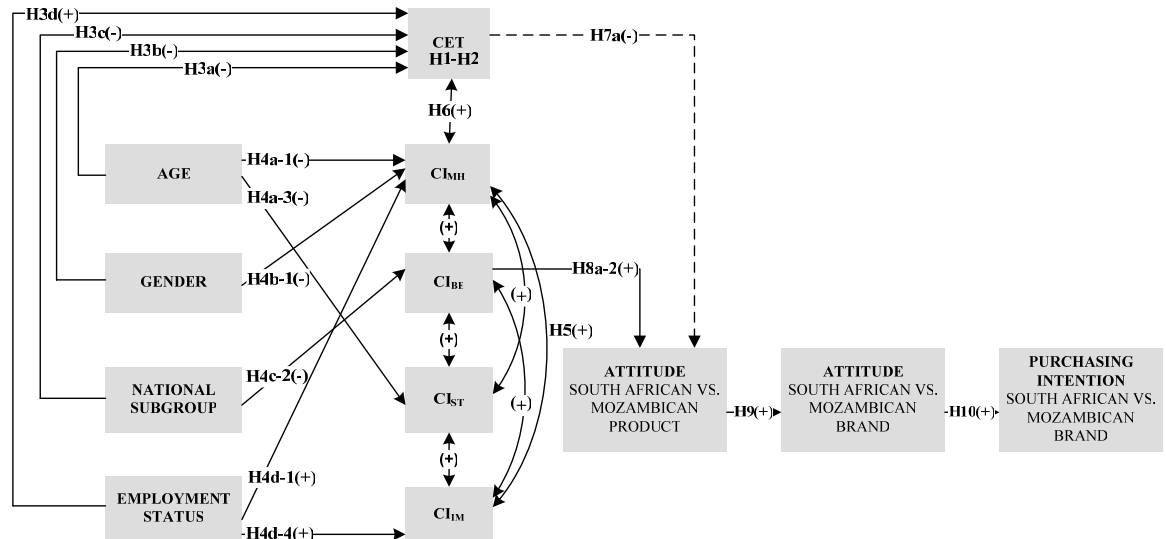 H3d(+)
H3c(-)
H3b(-)
H3a(-)
CET
H1-H2
H7a(-)
H6(+)
AGE
H4a-1(-)
H4a-3(-)
CIMH
(+)
GENDER
H4b-1(-)
CIBE
H8a-2(+)
(+)
H5(+)
(+)
NATIONAL
SUBGROUP
H4c-2(-)
CIST
(+)
ATTITUDE
SOUTH AFRICAN VS.
MOZAMBICAN
PRODUCT
H9(+)
ATTITUDE
SOUTH AFRICAN VS.
MOZAMBICAN
BRAND
H10(+)
PURCHASING
INTENTION
SOUTH AFRICAN VS.
MOZAMBICAN
BRAND
(+)
EMPLOYMENT
STATUS
H4d-1(+)
H4d-4(+)
CIIM